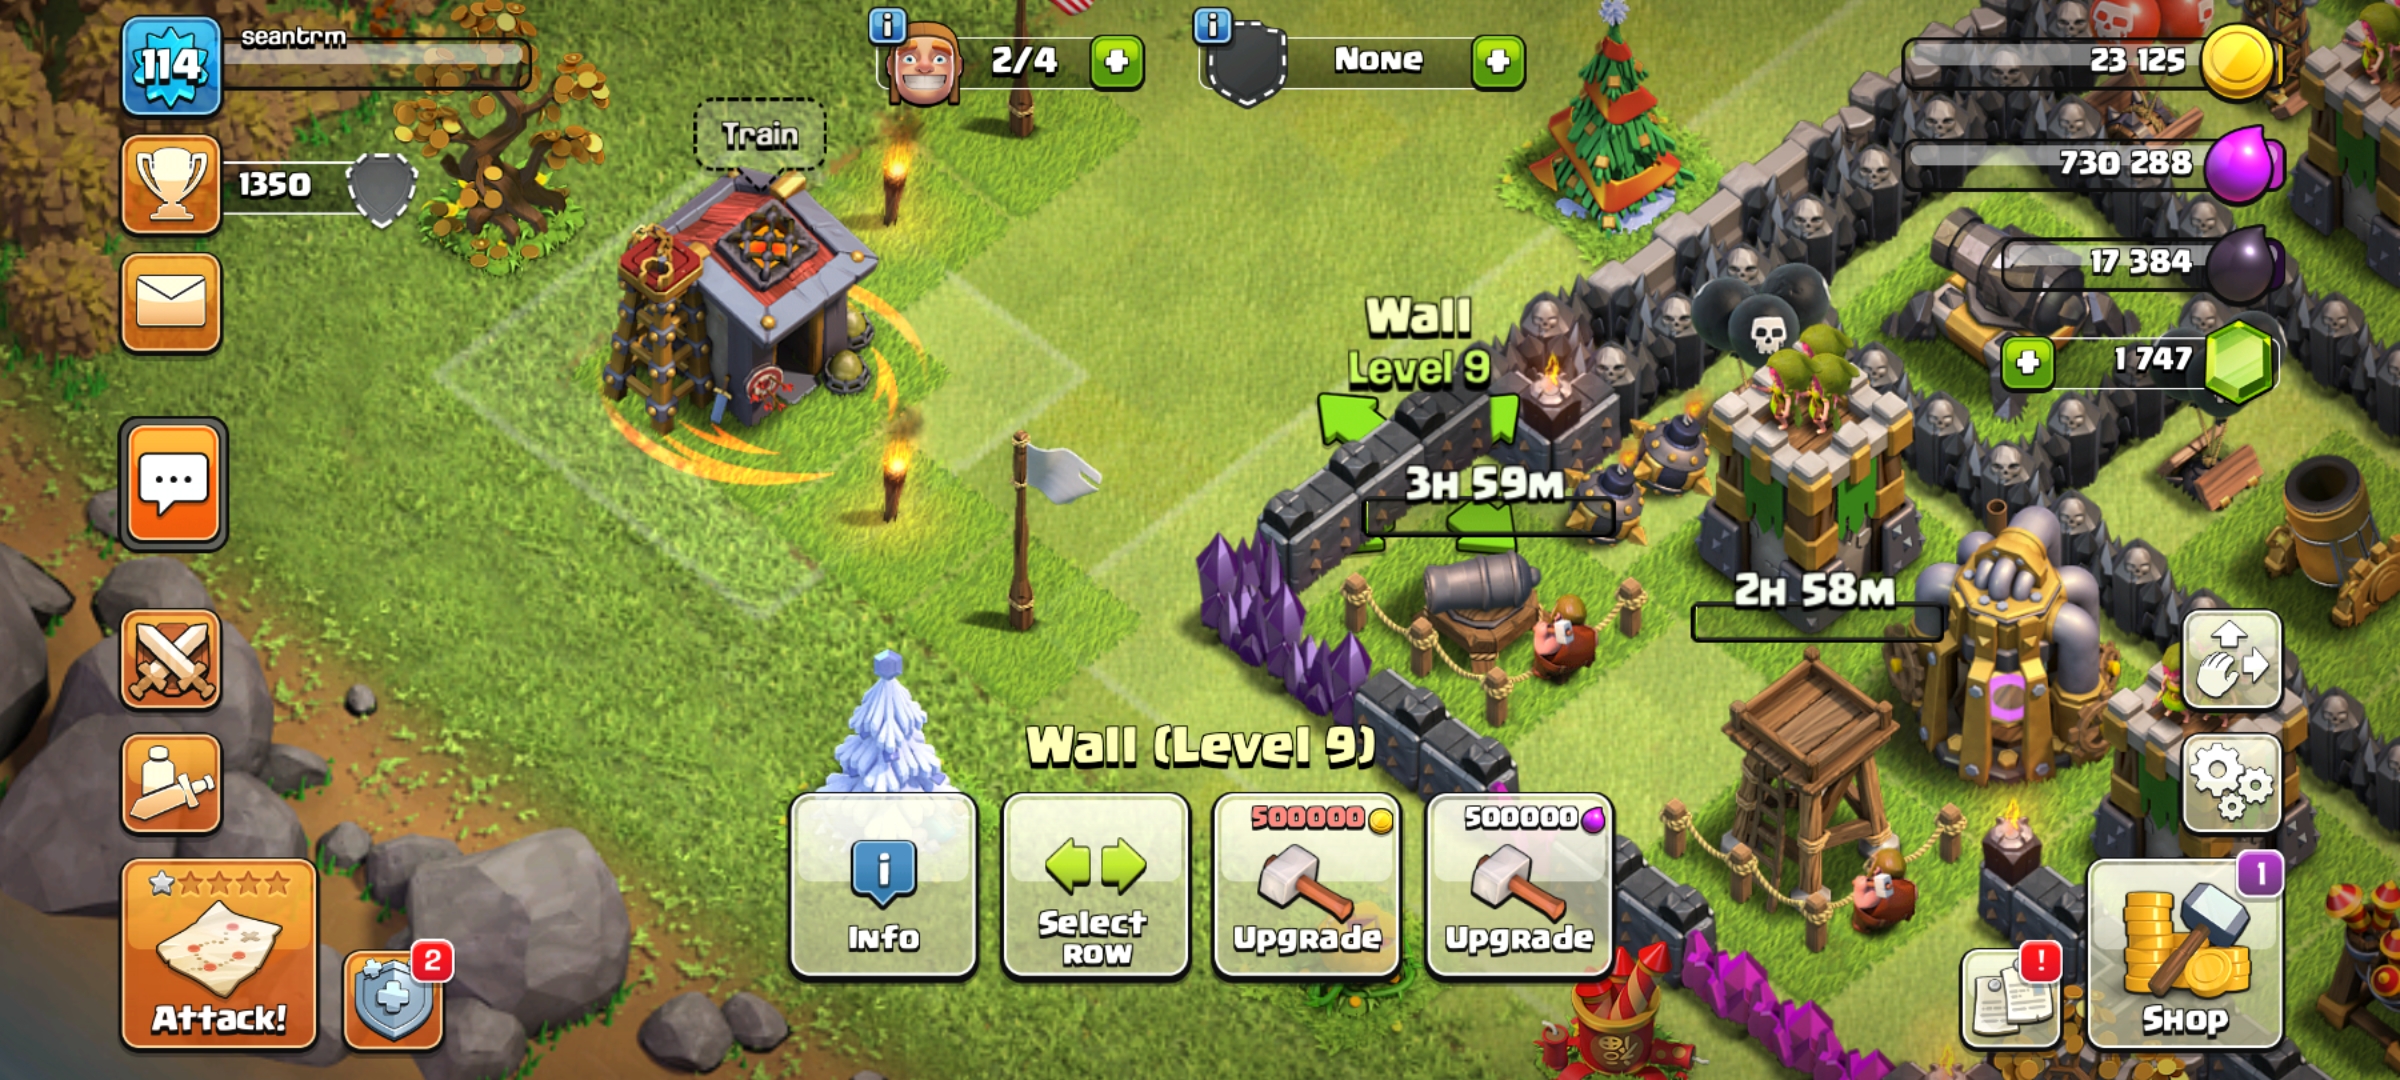 114
seantrm
2/4
None
23 125
Train
1350
730 288
17 384
1 747
Wall
Level 9
3H 59M
2H 58M
Wall (Level 9)
500000
500000
Info
Select
Row
Upgrade
Upgrade
1
2
!
Attack!
Shop